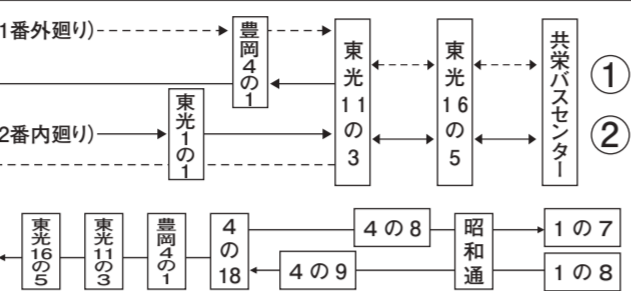 1番外廻り)
豊岡4の1
東光11の3
東光16の5
共栄バスセンター
①
②
2番内廻り)
東光1の1
東光16の5
東光11の3
豊岡4の1
4の18
4の8
4の9
昭和通
1の7
1の8